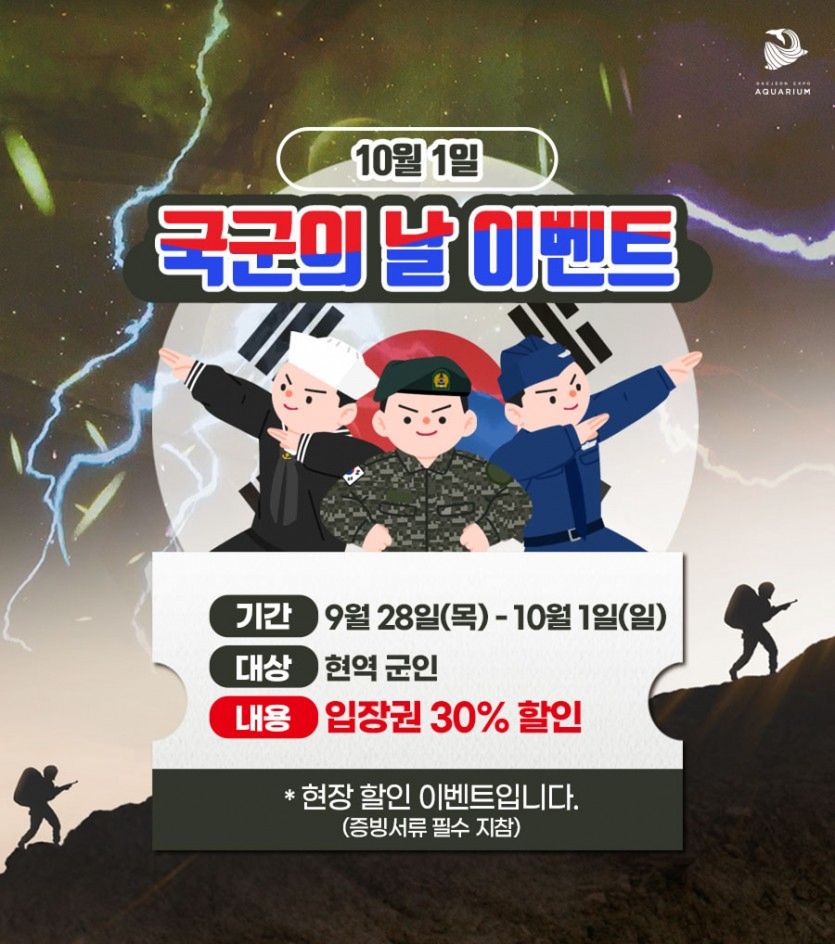 DAEJEON EXPO
AQUARIUM
10월 1일
국군의 날 이벤트
기간 9월 28일(목) - 10월 1일(일)
대상 현역 군인
내용 입장권 30% 할인
* 현장 할인 이벤트입니다.
(증빙서류 필수 지참)